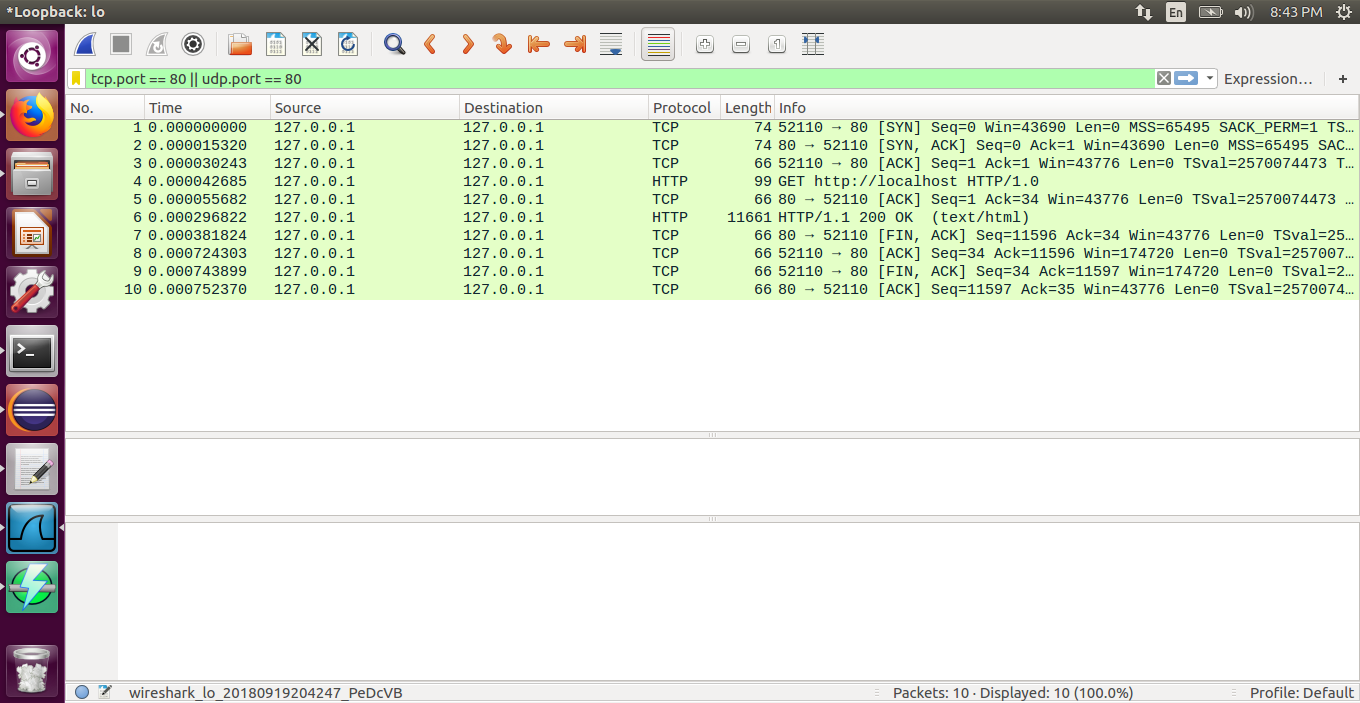 *Loopback: lo En 8:43 PM
tcp.port == 80 || udp.port == 80 Expression… +
No. Time Source Destination Protocol Length Info
1 0.000000000 127.0.0.1 127.0.0.1 TCP 74 52110 → 80 [SYN] Seq=0 Win=43690 Len=0 MSS=65495 SACK_PERM=1 TS…
2 0.000015320 127.0.0.1 127.0.0.1 TCP 74 80 → 52110 [SYN, ACK] Seq=0 Ack=1 Win=43690 Len=0 MSS=65495 SAC…
3 0.000030243 127.0.0.1 127.0.0.1 TCP 66 52110 → 80 [ACK] Seq=1 Ack=1 Win=43776 Len=0 TSval=2570074473 T…
4 0.000042685 127.0.0.1 127.0.0.1 HTTP 99 GET http://localhost HTTP/1.0
5 0.000055682 127.0.0.1 127.0.0.1 TCP 66 80 → 52110 [ACK] Seq=1 Ack=34 Win=43776 Len=0 TSval=2570074473 …
6 0.000296822 127.0.0.1 127.0.0.1 HTTP 11661 HTTP/1.1 200 OK (text/html)
7 0.000381824 127.0.0.1 127.0.0.1 TCP 66 80 → 52110 [FIN, ACK] Seq=11596 Ack=34 Win=43776 Len=0 TSval=25…
8 0.000724303 127.0.0.1 127.0.0.1 TCP 66 52110 → 80 [ACK] Seq=34 Ack=11596 Win=174720 Len=0 TSval=257007…
9 0.000743899 127.0.0.1 127.0.0.1 TCP 66 52110 → 80 [FIN, ACK] Seq=34 Ack=11597 Win=174720 Len=0 TSval=2…
10 0.000752370 127.0.0.1 127.0.0.1 TCP 66 80 → 52110 [ACK] Seq=11597 Ack=35 Win=43776 Len=0 TSval=2570074…
wireshark_lo_20180919204247_PeDcVB Packets: 10 · Displayed: 10 (100.0%) Profile: Default